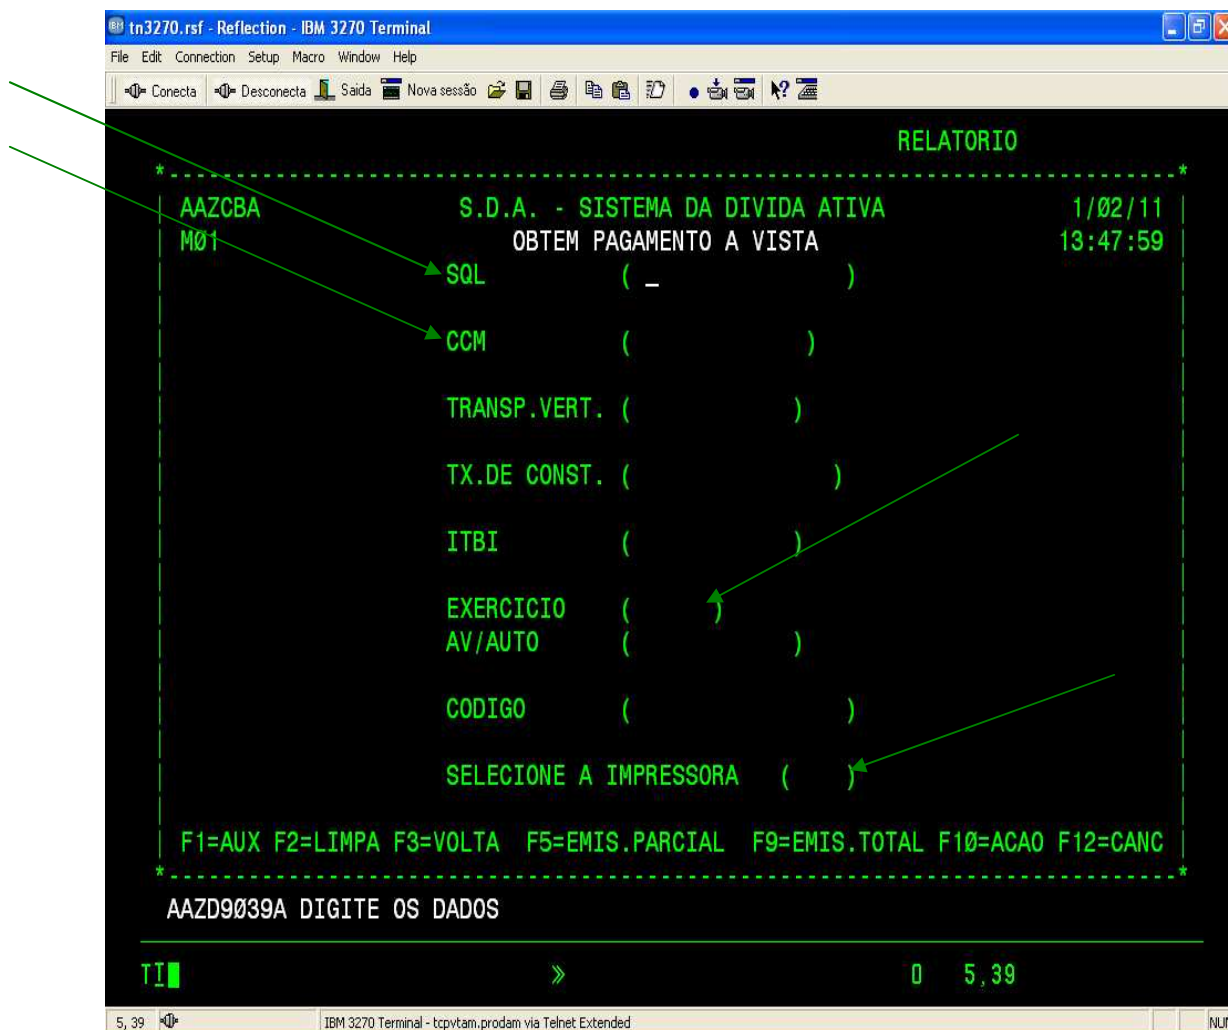 tn3270.rsf - Reflection - IBM 3270 Terminal
File Edit Connection Setup Macro Window Help
Conecta Desconecta Saida Nova sessão
RELATORIO
AAZCBA S.D.A. - SISTEMA DA DIVIDA ATIVA 1/02/11
M01 OBTEM PAGAMENTO A VISTA 13:47:59
SQL ( _ )
CCM ( )
TRANSP.VERT. ( )
TX.DE CONST. ( )
ITBI ( )
EXERCICIO ( )
AV/AUTO ( )
CODIGO ( )
SELECIONE A IMPRESSORA ( )
F1=AUX F2=LIMPA F3=VOLTA F5=EMIS.PARCIAL F9=EMIS.TOTAL F10=ACAO F12=CANC
AAZD9039A DIGITE OS DADOS
TI » O 5,39
5, 39 IBM 3270 Terminal - tcpvtam.prodam via Telnet Extended